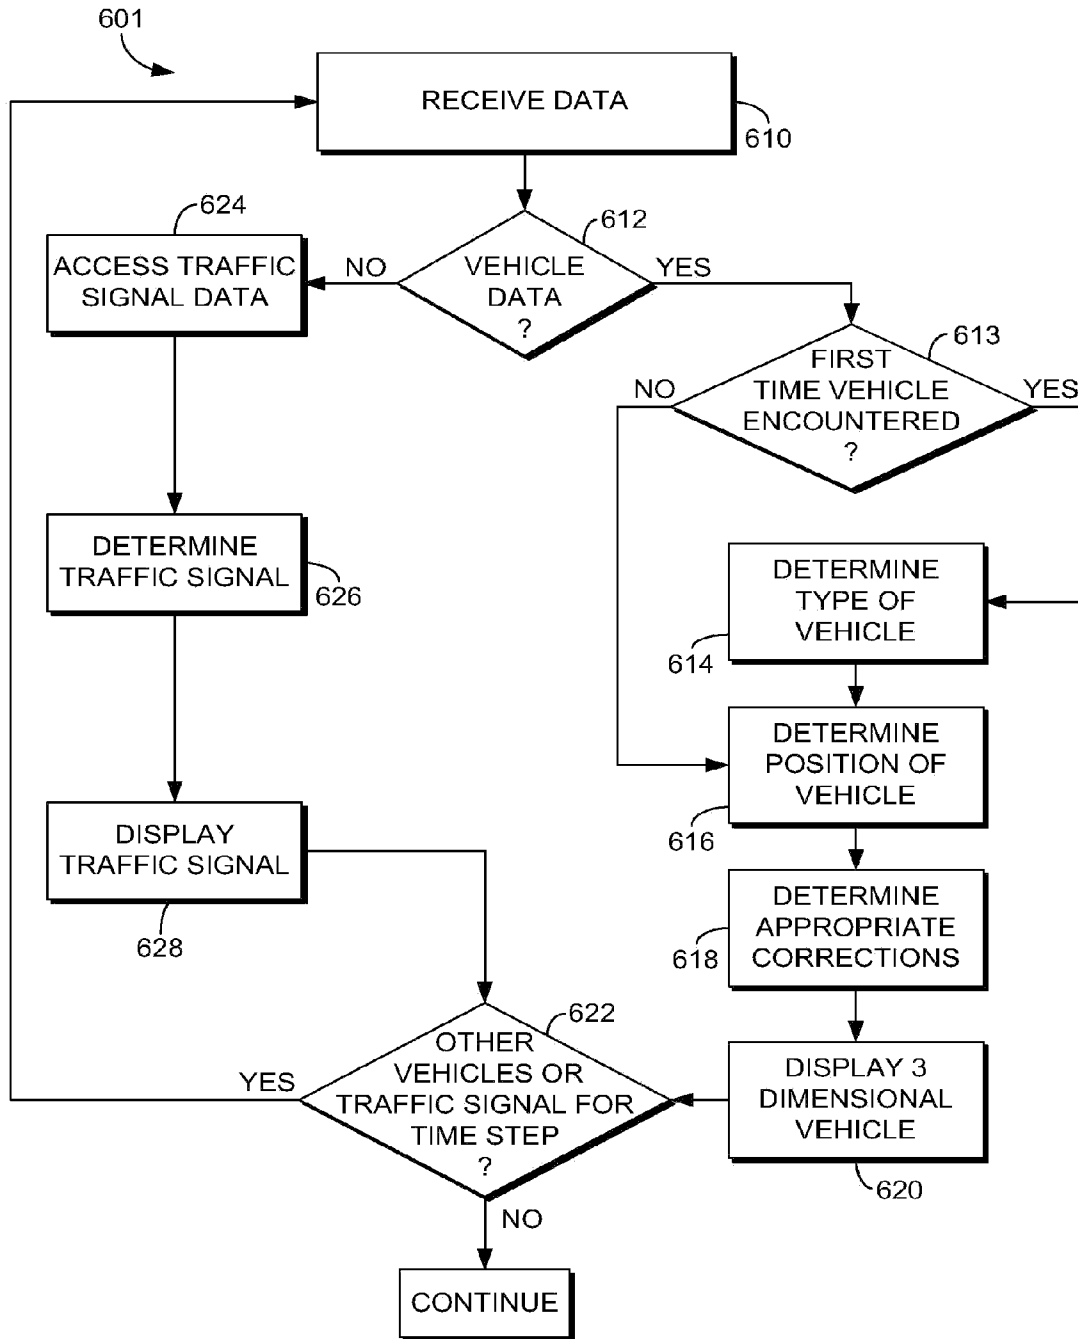 601
RECEIVE DATA
610
624
612
ACCESS TRAFFIC
SIGNAL DATA
NO
VEHICLE
DATA
?
YES
613
NO
FIRST
TIME VEHICLE
ENCOUNTERED
?
YES
DETERMINE
TRAFFIC SIGNAL
626
DETERMINE
TYPE OF
VEHICLE
614
DETERMINE
POSITION OF
VEHICLE
616
DISPLAY
TRAFFIC SIGNAL
628
DETERMINE
APPROPRIATE
CORRECTIONS
618
622
YES
OTHER
VEHICLES OR
TRAFFIC SIGNAL FOR
TIME STEP
?
DISPLAY 3
DIMENSIONAL
VEHICLE
620
NO
CONTINUE